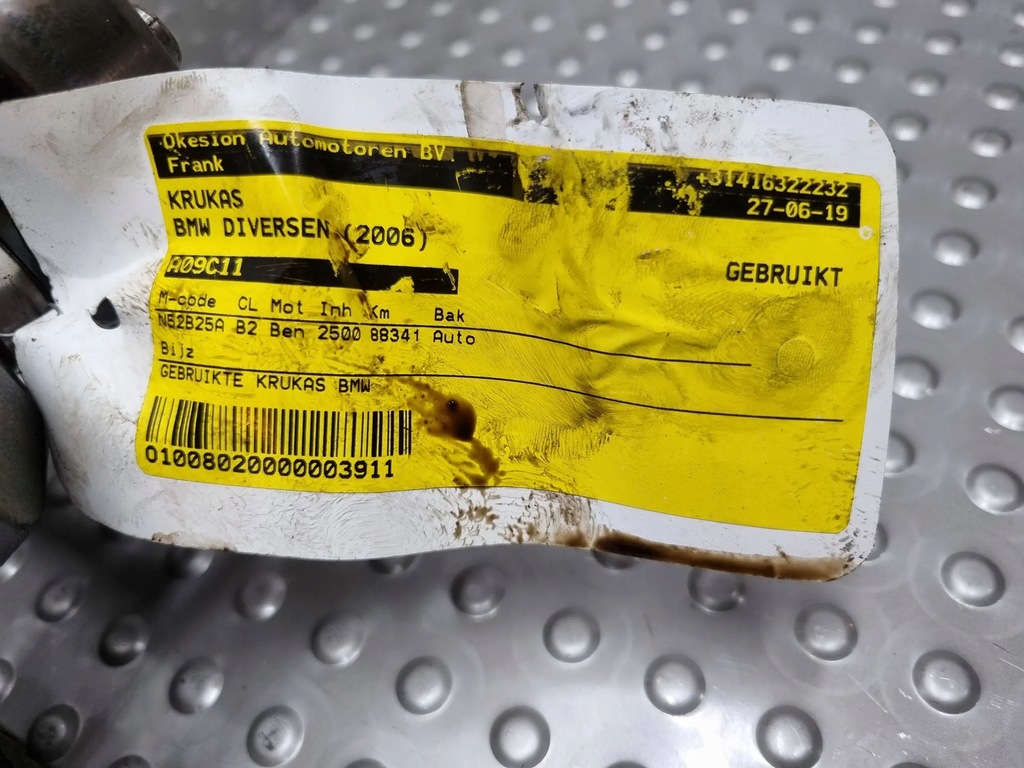 Okesion Automotoren BV.
Frank
+31416322232
27-06-19
KRUKAS
BMW DIVERSEN (2006)
A09C11
GEBRUIKT
M-code CL Mot Inh Km Bak
N52B25A B2 Ben 2500 88341 Auto
Bijz
GEBRUIKTE KRUKAS BMW
01008020000003911